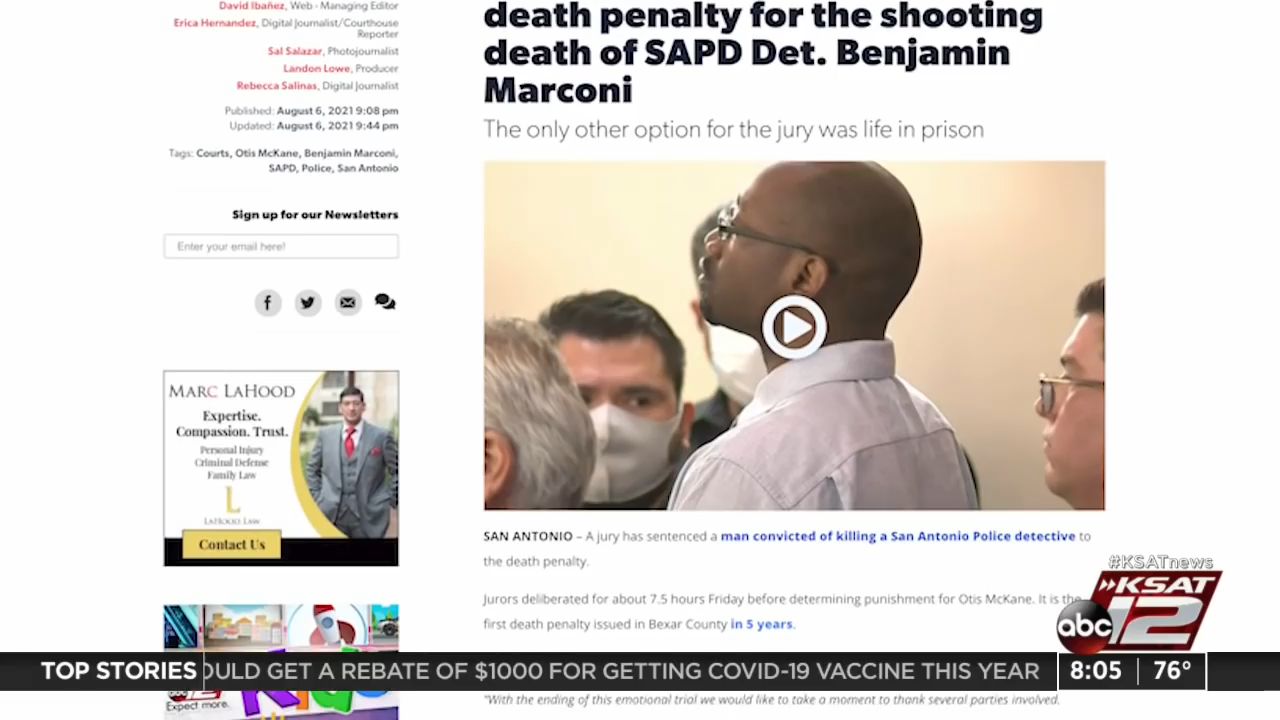 David Ibañez, Web - Managing Editor
Erica Hernandez, Digital Journalist/Courthouse
Reporter
Sal Salazar, Photojournalist
Landon Lowe, Producer
Rebecca Salinas, Digital Journalist
Published: August 6, 2021 9:08 pm
Updated: August 6, 2021 9:44 pm
Tags: Courts, Otis McKane, Benjamin Marconi,
SAPD, Police, San Antonio
Sign up for our Newsletters
Enter your email here!
MARC LAHOOD
Expertise.
Compassion. Trust.
Personal Injury
Criminal Defense
Family Law
L
LAHOOD LAW
Contact Us
death penalty for the shooting
death of SAPD Det. Benjamin
Marconi
The only other option for the jury was life in prison
SAN ANTONIO – A jury has sentenced a man convicted of killing a San Antonio Police detective to
the death penalty.
Jurors deliberated for about 7.5 hours Friday before determining punishment for Otis McKane. It is the
first death penalty issued in Bexar County in 5 years.
#KSATnews
KSAT
abc 12
TOP STORIES OULD GET A REBATE OF $1000 FOR GETTING COVID-19 VACCINE THIS YEAR 8:05 76°
12
Kids
Expect more.
"With the ending of this emotional trial we would like to take a moment to thank several parties involved.